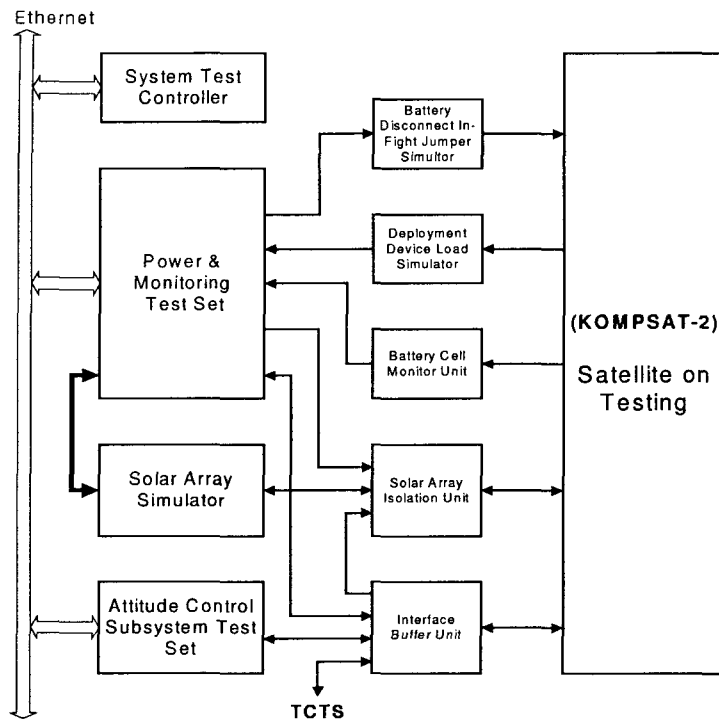 Ethernet
System Test
Controller
Battery
Disconnect In-
Fight Jumper
Simultor
Power &
Monitoring
Test Set
Deployment
Device Load
Simulator
(KOMPSAT-2)
Satellite on
Testing
Battery Cell
Monitor Unit
Solar Array
Simulator
Solar Array
Isolation Unit
Attitude Control
Subsystem Test
Set
Interface
Buffer Unit
TCTS